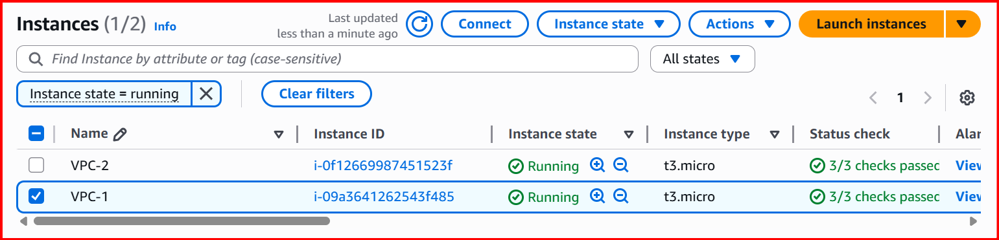 Instances (1/2) Info
Last updated
less than a minute ago
Connect
Instance state
Actions
Launch instances
Find Instance by attribute or tag (case-sensitive)
All states
Instance state = running
Clear filters
1
Name Instance ID Instance state Instance type Status check Alar
VPC-2 i-0f12669987451523f Running t3.micro 3/3 checks passed View
VPC-1 i-09a3641262543f485 Running t3.micro 3/3 checks passed View